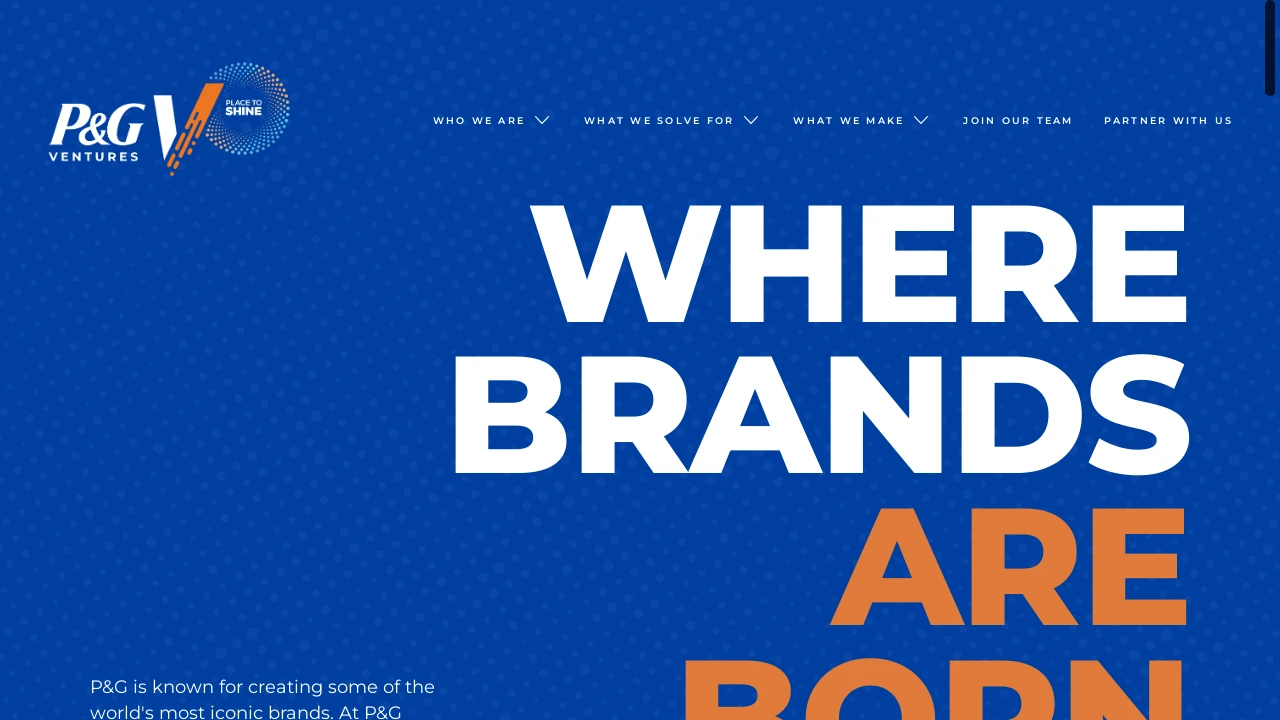 P&G
VENTURES
PLACE TO
SHINE
WHO WE ARE
WHAT WE SOLVE FOR
WHAT WE MAKE
JOIN OUR TEAM
PARTNER WITH US
WHERE
BRANDS
ARE
BORN
P&G is known for creating some of the
world's most iconic brands. At P&G